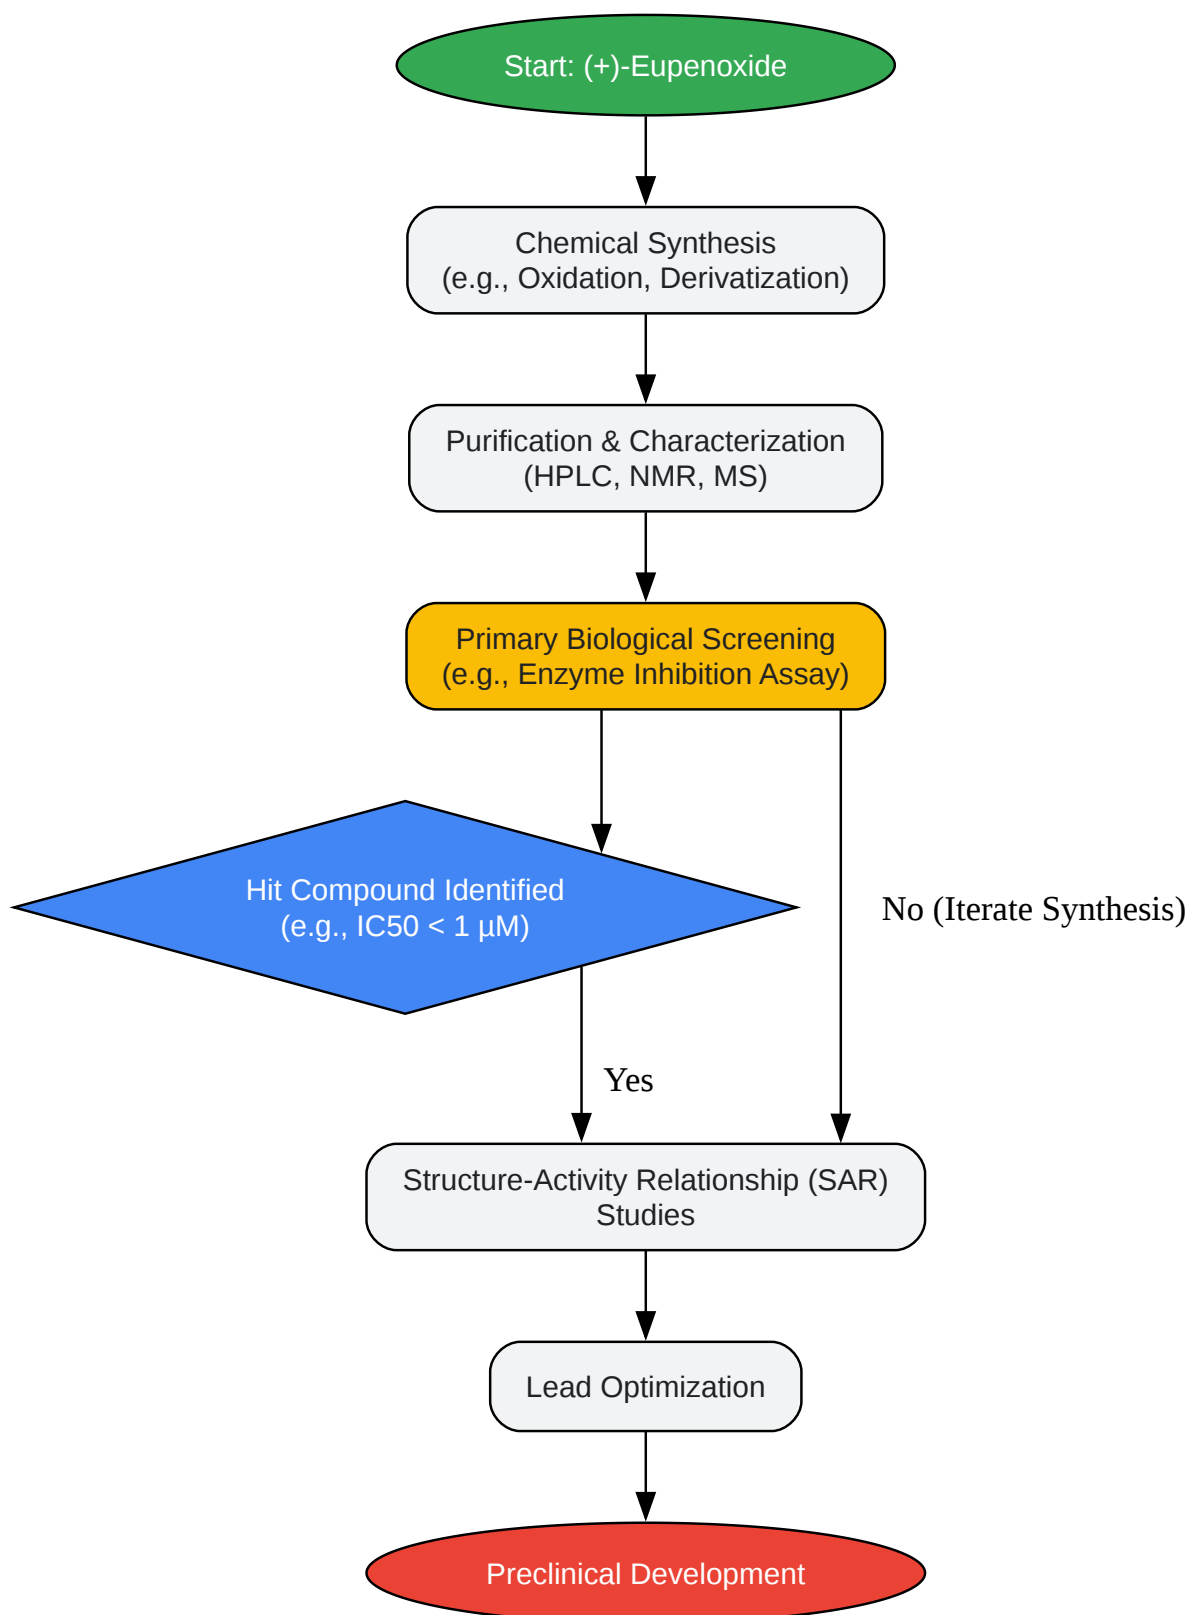 Start: (+)-Eupenoxide
Chemical Synthesis
(e.g., Oxidation, Derivatization)
Purification & Characterization
(HPLC, NMR, MS)
Primary Biological Screening
(e.g., Enzyme Inhibition Assay)
Hit Compound Identified
(e.g., IC50 < 1 µM)
No (Iterate Synthesis)
Yes
Structure-Activity Relationship (SAR)
Studies
Lead Optimization
Preclinical Development